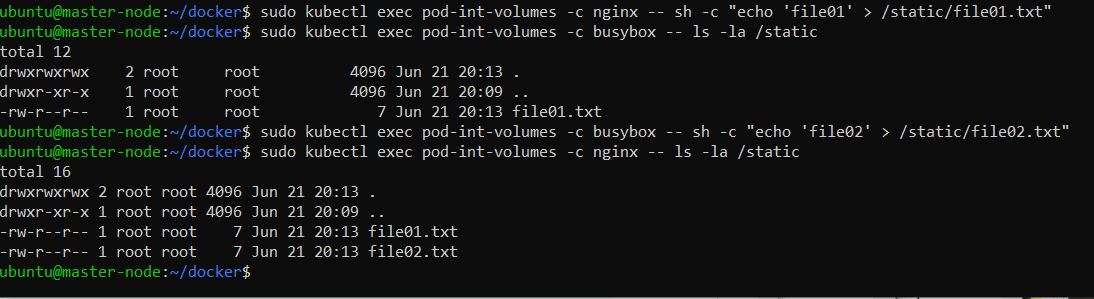 ubuntu@master-node:~/docker$ sudo kubectl exec pod-int-volumes -c nginx -- sh -c "echo 'file01' > /static/file01.txt"
ubuntu@master-node:~/docker$ sudo kubectl exec pod-int-volumes -c busybox -- ls -la /static
total 12
drwxrwxrwx    2 root     root          4096 Jun 21 20:13 .
drwxr-xr-x    1 root     root          4096 Jun 21 20:09 ..
-rw-r--r--    1 root     root             7 Jun 21 20:13 file01.txt
ubuntu@master-node:~/docker$ sudo kubectl exec pod-int-volumes -c busybox -- sh -c "echo 'file02' > /static/file02.txt"
ubuntu@master-node:~/docker$ sudo kubectl exec pod-int-volumes -c nginx -- ls -la /static
total 16
drwxrwxrwx 2 root root 4096 Jun 21 20:13 .
drwxr-xr-x 1 root root 4096 Jun 21 20:09 ..
-rw-r--r-- 1 root root    7 Jun 21 20:13 file01.txt
-rw-r--r-- 1 root root    7 Jun 21 20:13 file02.txt
ubuntu@master-node:~/docker$